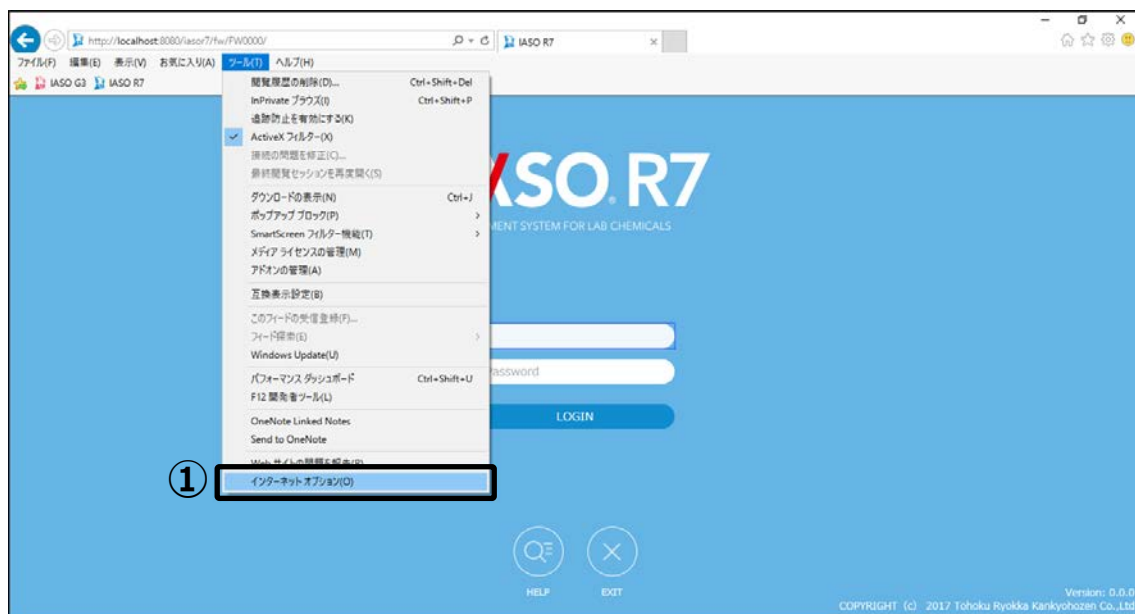 http://localhost:8080/iasor7/fw/FW0000/
IASO R7
ファイル(F) 編集(E) 表示(V) お気に入り(A) ツール(T) ヘルプ(H)
IASO G3 IASO R7
閲覧履歴の削除(D)... Ctrl+Shift+Del
InPrivate ブラウズ(I) Ctrl+Shift+P
追跡防止を有効にする(K)
ActiveX フィルター(X)
接続の問題を修正(C)...
最終閲覧セッションを再度開く(S)
ダウンロードの表示(N) Ctrl+J
ポップアップ ブロック(P)
SmartScreen フィルター機能(T)
メディア ライセンスの管理(M)
アドオンの管理(A)
互換表示設定(B)
このフィードの受信登録(F)...
フィード探索(E)
Windows Update(U)
パフォーマンス ダッシュボード Ctrl+Shift+U
F12 開発者ツール(L)
OneNote Linked Notes
Send to OneNote
Web サイトの問題を報告(R)
① インターネット オプション(O)
ASO. R7
MENT SYSTEM FOR LAB CHEMICALS
assword
LOGIN
HELP EXIT
Version: 0.0.0
COPYRIGHT (c) 2017 Tohoku Ryokka Kankyohozen Co.,Ltd